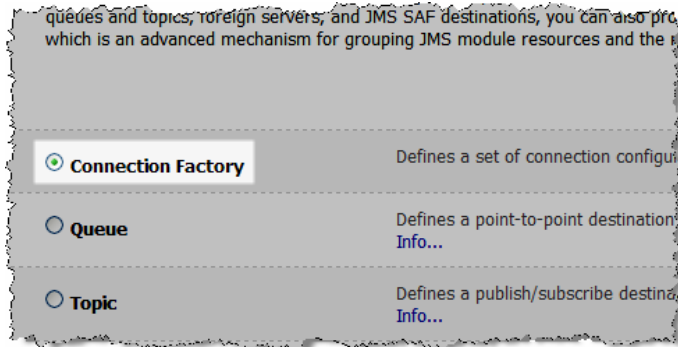 queues and topics, foreign servers, and JMS SAF destinations, you can also pro
which is an advanced mechanism for grouping JMS module resources and the
Connection Factory
Defines a set of connection configu
Queue
Defines a point-to-point destination
Info...
Topic
Defines a publish/subscribe destina
Info...